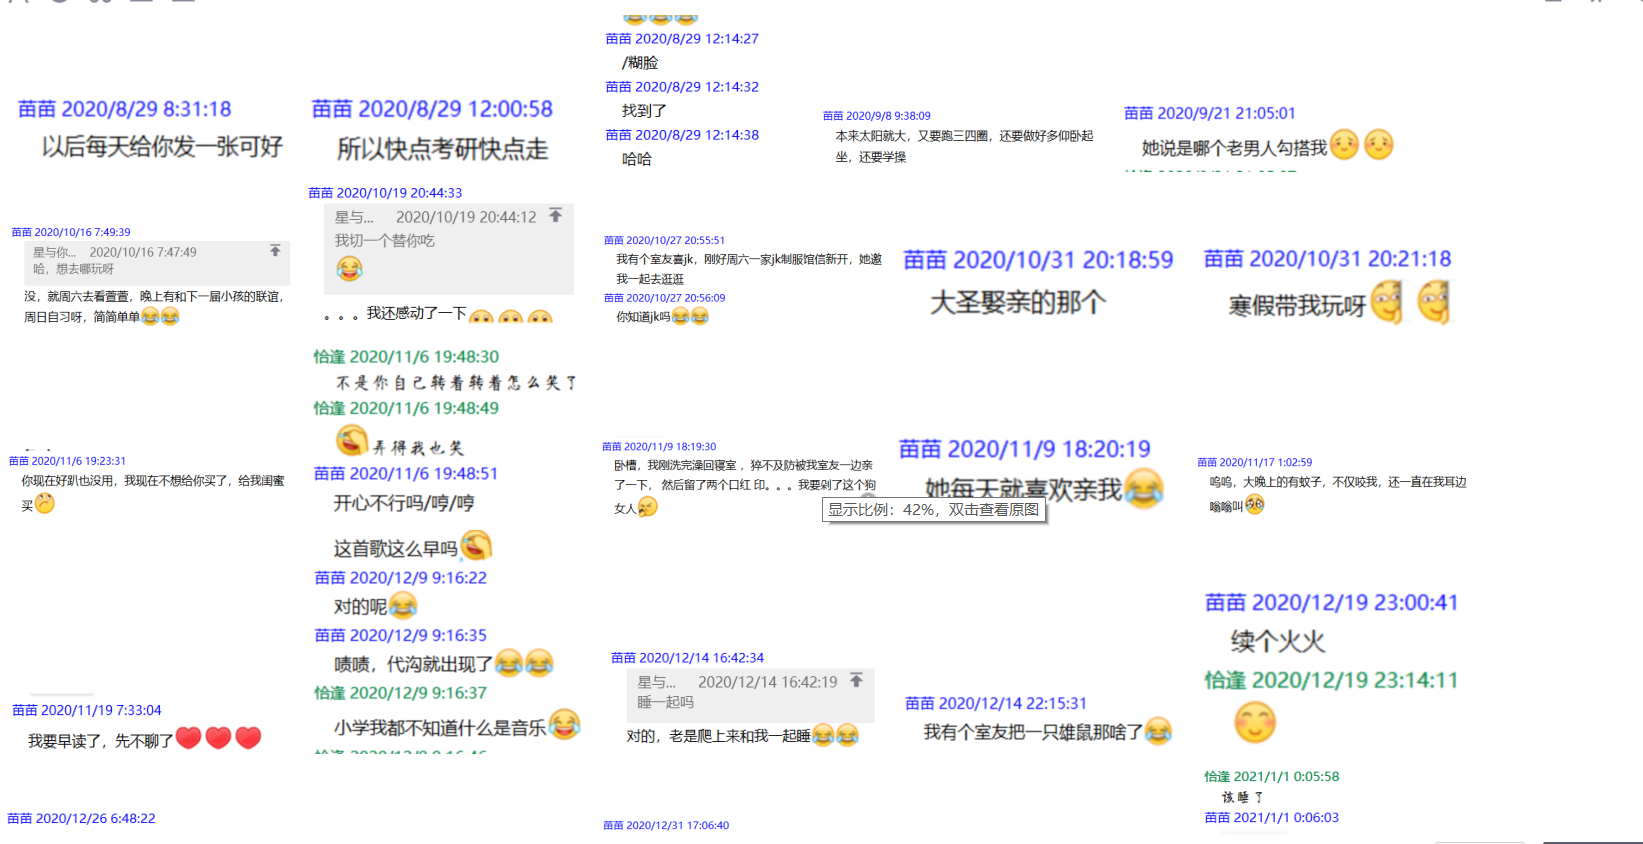 苗苗 2020/8/29 8:31:18
以后每天给你发一张可好
苗苗 2020/8/29 12:00:58
所以快点考研快点走
苗苗 2020/8/29 12:14:27
/糊脸
苗苗 2020/8/29 12:14:32
找到了
苗苗 2020/8/29 12:14:38
哈哈
苗苗 2020/9/8 9:38:09
本来太阳就大，又要跑三四圈，还要做好多仰卧起
坐，还要学操
苗苗 2020/9/21 21:05:01
她说是哪个老男人勾搭我
苗苗 2020/10/16 7:49:39
星与你... 2020/10/16 7:47:49
哈，想去哪玩呀
没，就周六去看萱萱，晚上有和下一届小孩的联谊，
周日自习呀，简简单单
苗苗 2020/10/19 20:44:33
星与... 2020/10/19 20:44:12
我切一个替你吃
。。。我还感动了一下
苗苗 2020/10/27 20:55:51
我有个室友喜jk，刚好周六一家jk制服馆信新开，她邀
我一起去逛逛
苗苗 2020/10/27 20:56:09
你知道jk吗
苗苗 2020/10/31 20:18:59
大圣娶亲的那个
苗苗 2020/10/31 20:21:18
寒假带我玩呀
苗苗 2020/11/6 19:23:31
你现在好趴也没用，我现在不想给你买了，给我闺蜜
买
恰逢 2020/11/6 19:48:30
不是你自己转着转着怎么笑了
恰逢 2020/11/6 19:48:49
弄得我也笑
苗苗 2020/11/6 19:48:51
开心不行吗/哼/哼
苗苗 2020/11/9 18:19:30
卧槽，我刚洗完澡回寝室 ，猝不及防被我室友一边亲
了一下， 然后留了两个口红 印。。。我要剁了这个狗
女人
苗苗 2020/11/9 18:20:19
她每天就喜欢亲我
显示比例：42%，双击查看原图
苗苗 2020/11/17 1:02:59
呜呜，大晚上的有蚊子，不仅咬我，还一直在我耳边
嗡嗡叫
苗苗 2020/11/19 7:33:04
我要早读了，先不聊了
这首歌这么早吗
苗苗 2020/12/9 9:16:22
对的呢
苗苗 2020/12/9 9:16:35
啧啧，代沟就出现了
恰逢 2020/12/9 9:16:37
小学我都不知道什么是音乐
苗苗 2020/12/14 16:42:34
星与... 2020/12/14 16:42:19
睡一起吗
对的，老是爬上来和我一起睡
苗苗 2020/12/14 22:15:31
我有个室友把一只雄鼠那啥了
苗苗 2020/12/19 23:00:41
续个火火
恰逢 2020/12/19 23:14:11
苗苗 2020/12/26 6:48:22
苗苗 2020/12/31 17:06:40
恰逢 2021/1/1 0:05:58
该睡了
苗苗 2021/1/1 0:06:03